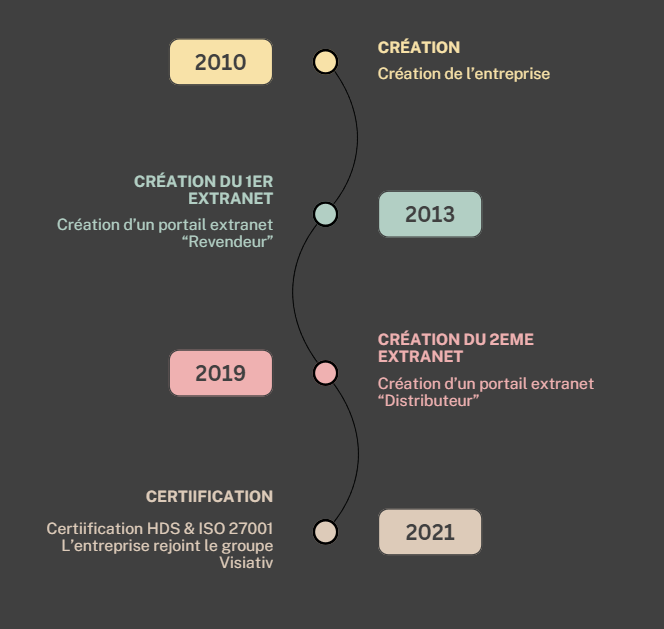 2010
CRÉATION
Création de l'entreprise
CRÉATION DU 1ER
EXTRANET
Création d'un portail extranet
“Revendeur”
2013
2019
CRÉATION DU 2EME
EXTRANET
Création d'un portail extranet
“Distributeur”
CERTIIFICATION
Certiification HDS & ISO 27001
L'entreprise rejoint le groupe
Visiativ
2021